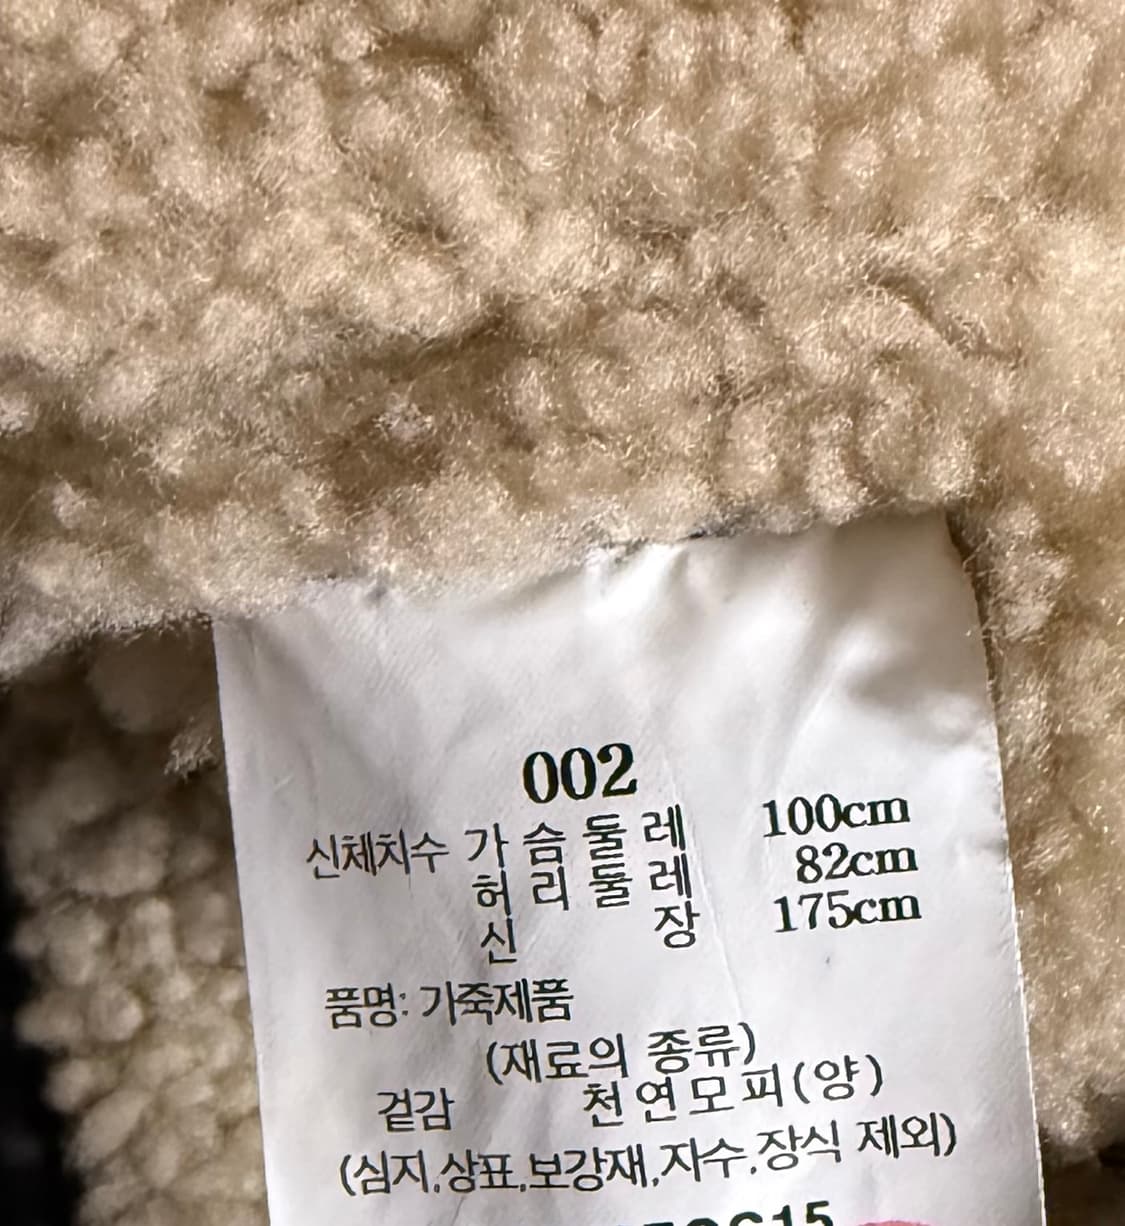 002
신체치수 가 슴 둘 레 100cm
허 리 둘 레 82cm
신 장 175cm
품명: 가죽제품
(재료의 종류)
겉감 천연모피(양)
(심지,상표,보강재,자수,장식 제외)